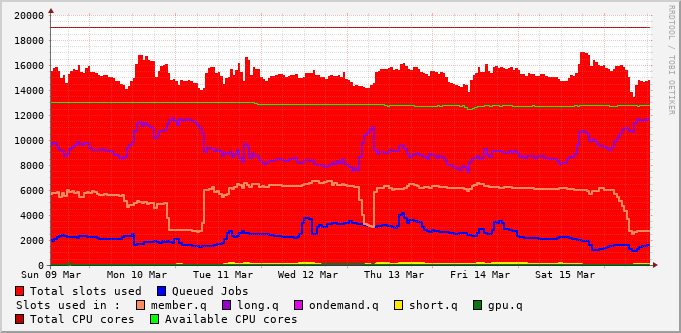 20000
18000
16000
14000
12000
10000
8000
6000
4000
2000
0
Sun 09 Mar Mon 10 Mar Tue 11 Mar Wed 12 Mar Thu 13 Mar Fri 14 Mar Sat 15 Mar
Total slots used Queued Jobs
Slots used in : member.q long.q ondemand.q short.q gpu.q
Total CPU cores Available CPU cores
RRDTOOL / TOBI OETIKER